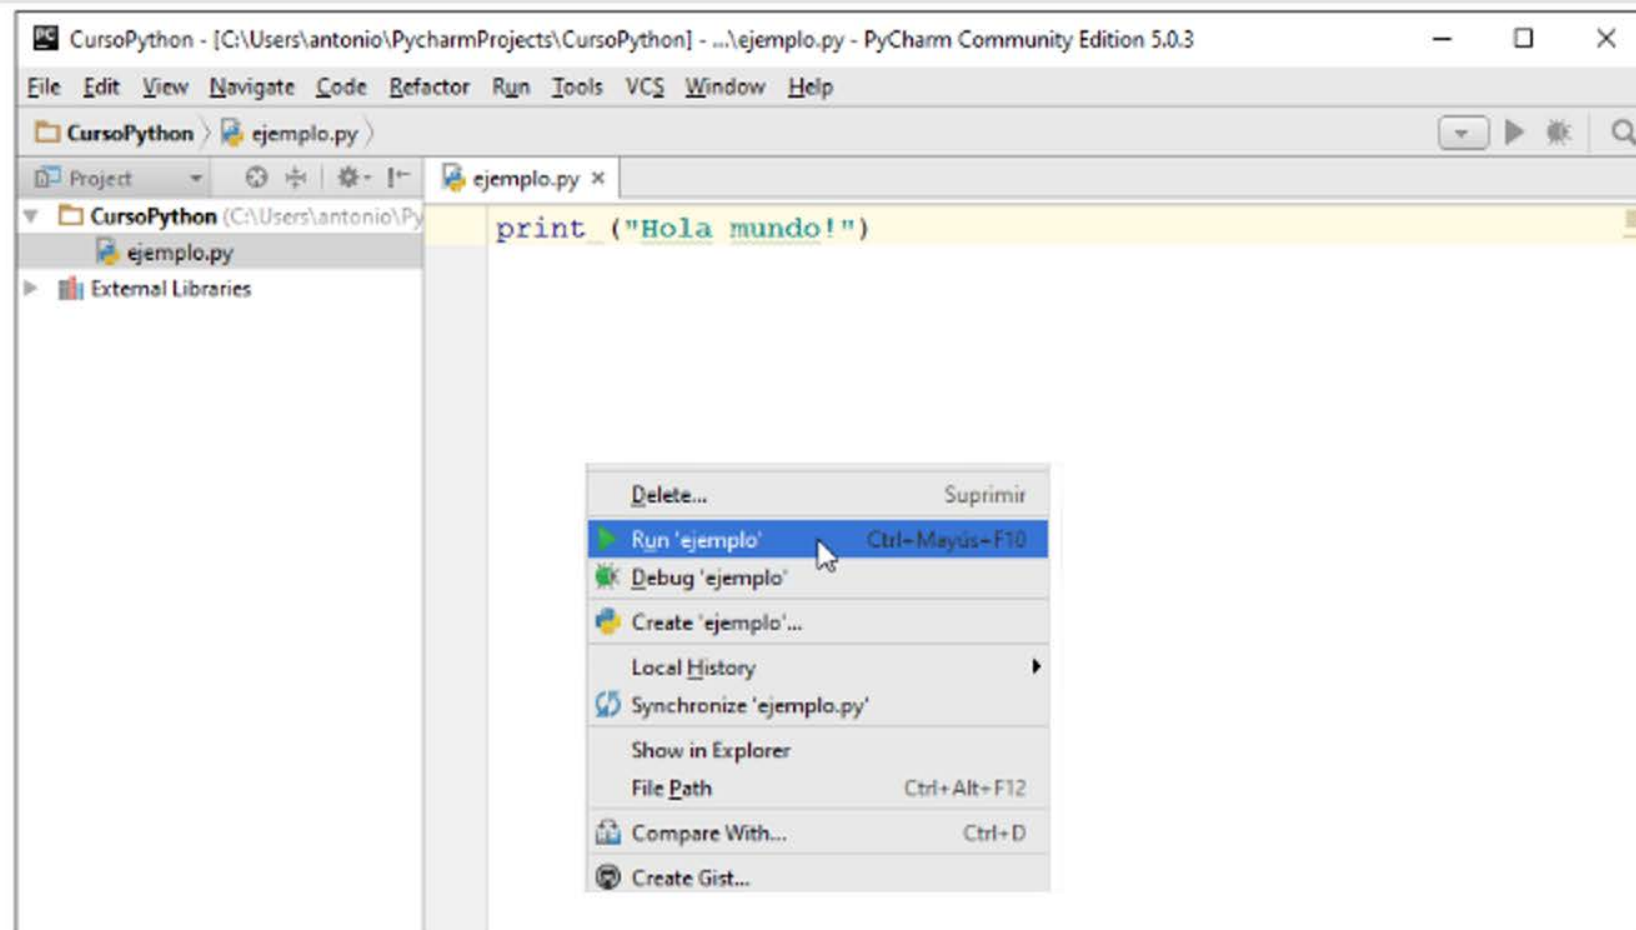 CursoPython - [C:\Users\antonio\PycharmProjects\CursoPython] - ...\ejemplo.py - PyCharm Community Edition 5.0.3
File Edit View Navigate Code Refactor Run Tools VCS Window Help
CursoPython ejemplo.py
Project
ejemplo.py
CursoPython (C:\Users\antonio\Py
ejemplo.py
External Libraries
print ("Hola mundo!")
Delete... Suprimir
Run 'ejemplo' Ctrl+Mayús+F10
Debug 'ejemplo'
Create 'ejemplo'...
Local History
Synchronize 'ejemplo.py'
Show in Explorer
File Path Ctrl+Alt+F12
Compare With... Ctrl+D
Create Gist...